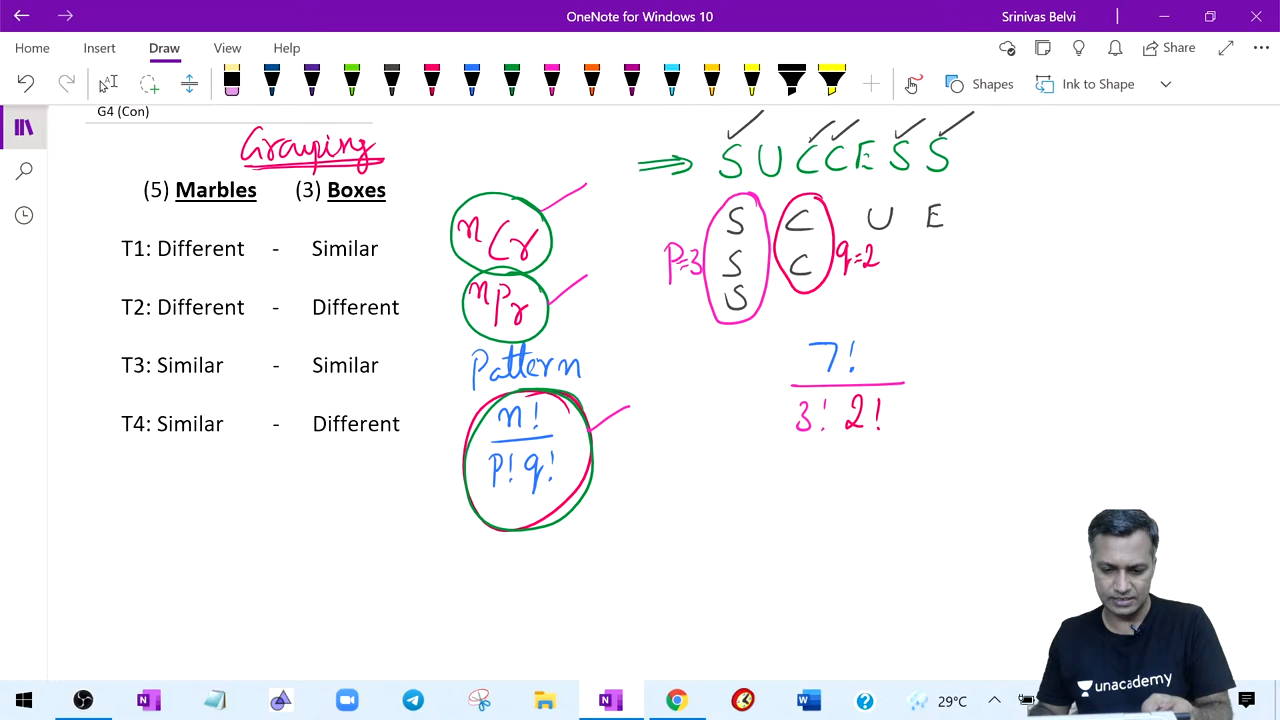 OneNote for Windows 10
Srinivas Belvi
Home Insert Draw View Help
Share
Shapes
Ink to Shape
G4 (Con)
Grouping
(5) Marbles (3) Boxes
T1: Different - Similar
T2: Different - Different
T3: Similar - Similar
T4: Similar - Different
nCr
nPr
Pattern
n!
p! q!
⇒ SUCCESS
S C U E
S C
S
P=3
q=2
7!
3! 2!
unacademy
29°C